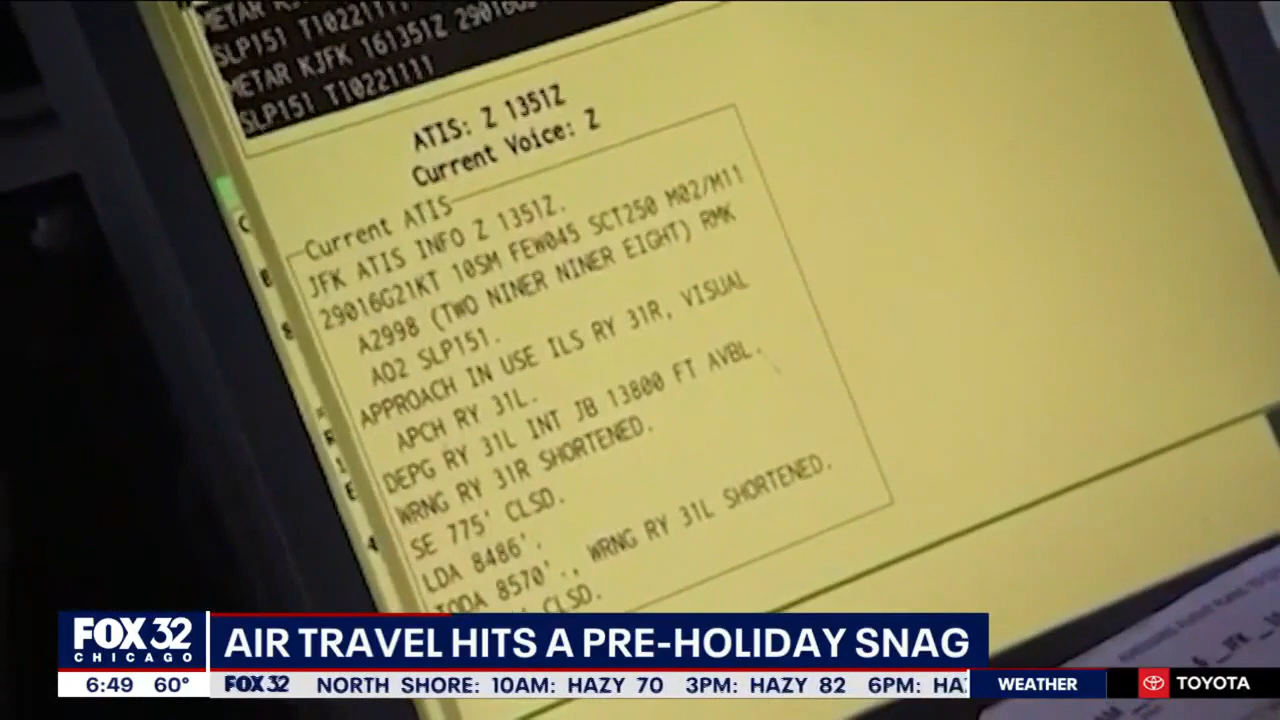 METAR
SLP151 T10221111
METAR KJFK 161351Z 29016G
SLP151 T10221111
ATIS: Z 1351Z
Current Voice: Z
Current ATIS
JFK ATIS INFO Z 1351Z.
29016G21KT 10SM FEW045 SCT250 M02/M11
A2998 (TWO NINER NINER EIGHT) RMK
AO2 SLP151.
APPROACH IN USE ILS RY 31R, VISUAL
APCH RY 31L.
DEPG RY 31L INT JB 13800 FT AVBL.
WRNG RY 31R SHORTENED.
SE 775' CLSD.
LDA 8486'.
TODA 8570'., WRNG RY 31L SHORTENED.
CLSD.
FOX 32
CHICAGO
AIR TRAVEL HITS A PRE-HOLIDAY SNAG
6:49 60° FOX 32 NORTH SHORE: 10AM: HAZY 70 3PM: HAZY 82 6PM: HA WEATHER TOYOTA